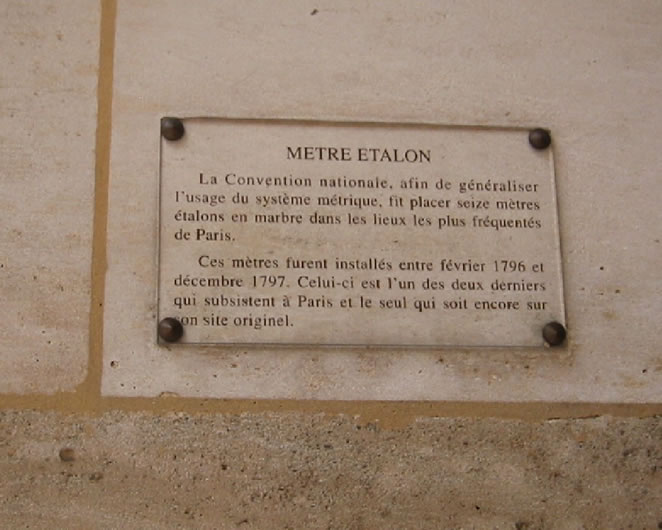 METRE ETALON
La Convention nationale, afin de généraliser
l'usage du système métrique, fit placer seize mètres
étalons en marbre dans les lieux les plus fréquentés
de Paris.
Ces mètres furent installés entre février 1796 et
décembre 1797. Celui-ci est l'un des deux derniers
qui subsistent à Paris et le seul qui soit encore sur
son site originel.